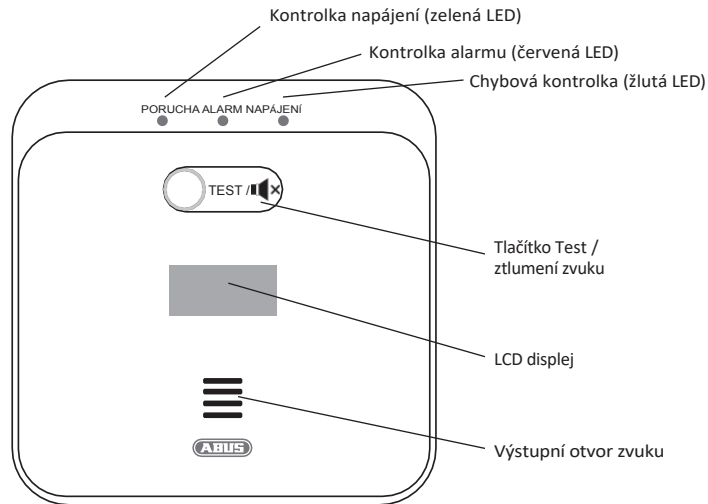 Kontrolka napájení (zelená LED)
Kontrolka alarmu (červená LED)
Chybová kontrolka (žlutá LED)
PORUCHA ALARM NAPÁJENÍ
TEST /
Tlačítko Test /
ztlumení zvuku
LCD displej
Výstupní otvor zvuku
ABUS